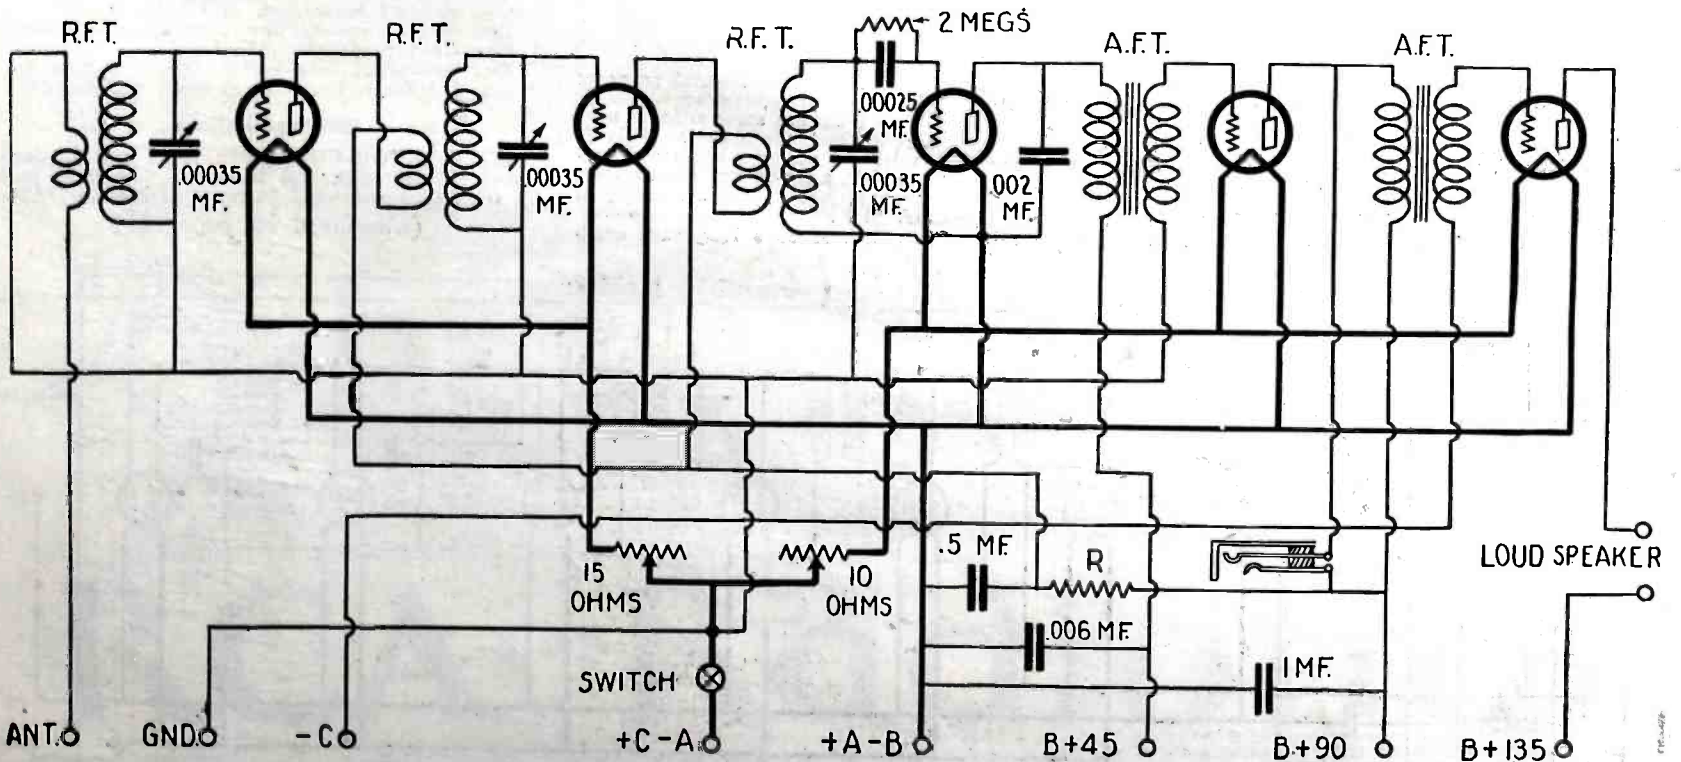 R.F.T.
R.F.T.
R.F.T.
2 MEGS
A.F.T.
A.F.T.
.00035
MF.
.00035
MF.
.00025
MF.
.00035
MF.
.002
MF.
15
OHMS
10
OHMS
.5 MF.
R
LOUD SPEAKER
.006 MF.
1 MF.
SWITCH
ANT.
GND.
-C
+C-A
+A-B
B+45
B+90
B+135